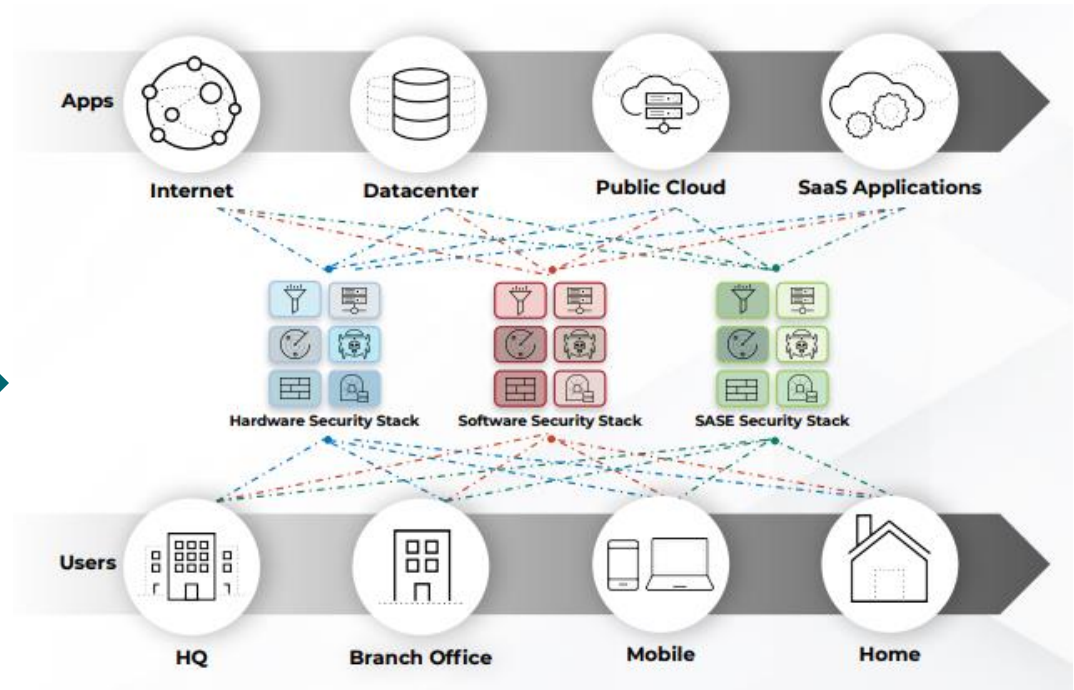 Apps
Internet
Datacenter
Public Cloud
SaaS Applications
Hardware Security Stack
Software Security Stack
SASE Security Stack
Users
HQ
Branch Office
Mobile
Home